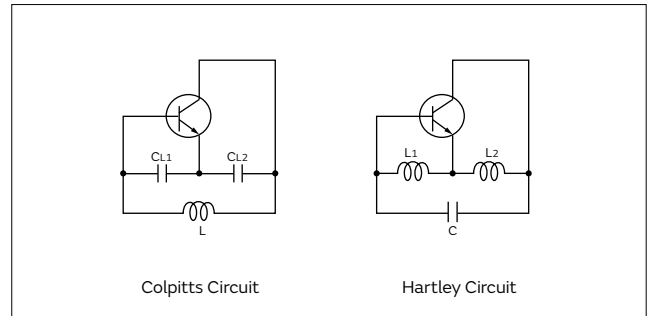 CL1 CL2
L
Colpitts Circuit
L1 L2
C
Hartley Circuit